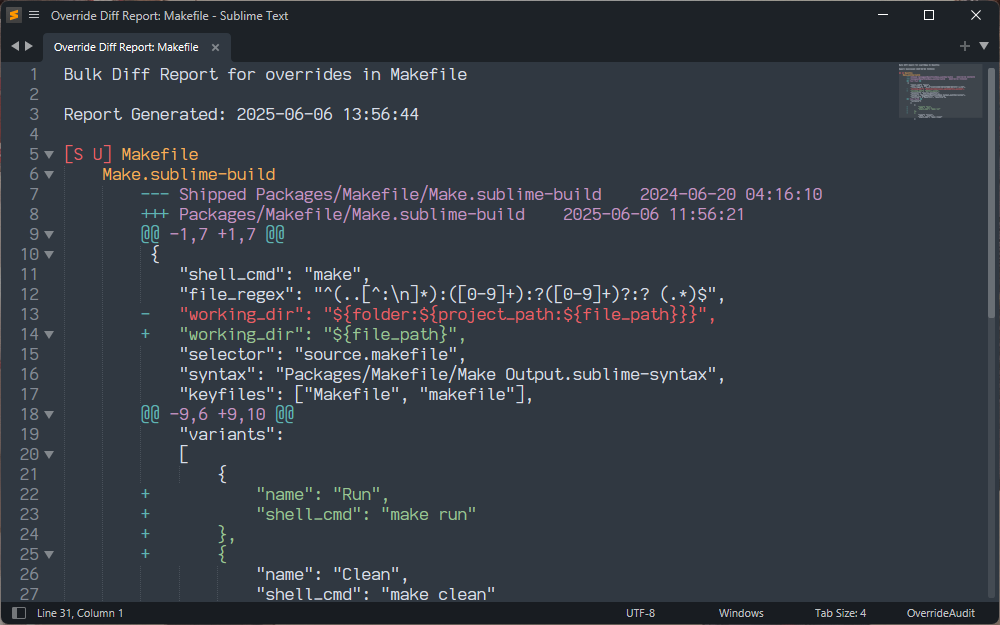 Override Diff Report: Makefile - Sublime Text
Override Diff Report: Makefile
1 Bulk Diff Report for overrides in Makefile
2
3 Report Generated: 2025-06-06 13:56:44
4
5 [S U] Makefile
6 Make.sublime-build
7 --- Shipped Packages/Makefile/Make.sublime-build 2024-06-20 04:16:10
8 +++ Packages/Makefile/Make.sublime-build 2025-06-06 11:56:21
9 @@ -1,7 +1,7 @@
10 {
11 "shell_cmd": "make",
12 "file_regex": "^(..[^:\n]*):([0-9]+):?([0-9]+)?:? (.*)$",
13 - "working_dir": "${folder:${project_path:${file_path}}}",
14 + "working_dir": "${file_path}",
15 "selector": "source.makefile",
16 "syntax": "Packages/Makefile/Make Output.sublime-syntax",
17 "keyfiles": ["Makefile", "makefile"],
18 @@ -9,6 +9,10 @@
19 "variants":
20 [
21 {
22 + "name": "Run",
23 + "shell_cmd": "make run"
24 + },
25 + {
26 "name": "Clean",
27 "shell_cmd": "make clean"
Line 31, Column 1 UTF-8 Windows Tab Size: 4 OverrideAudit